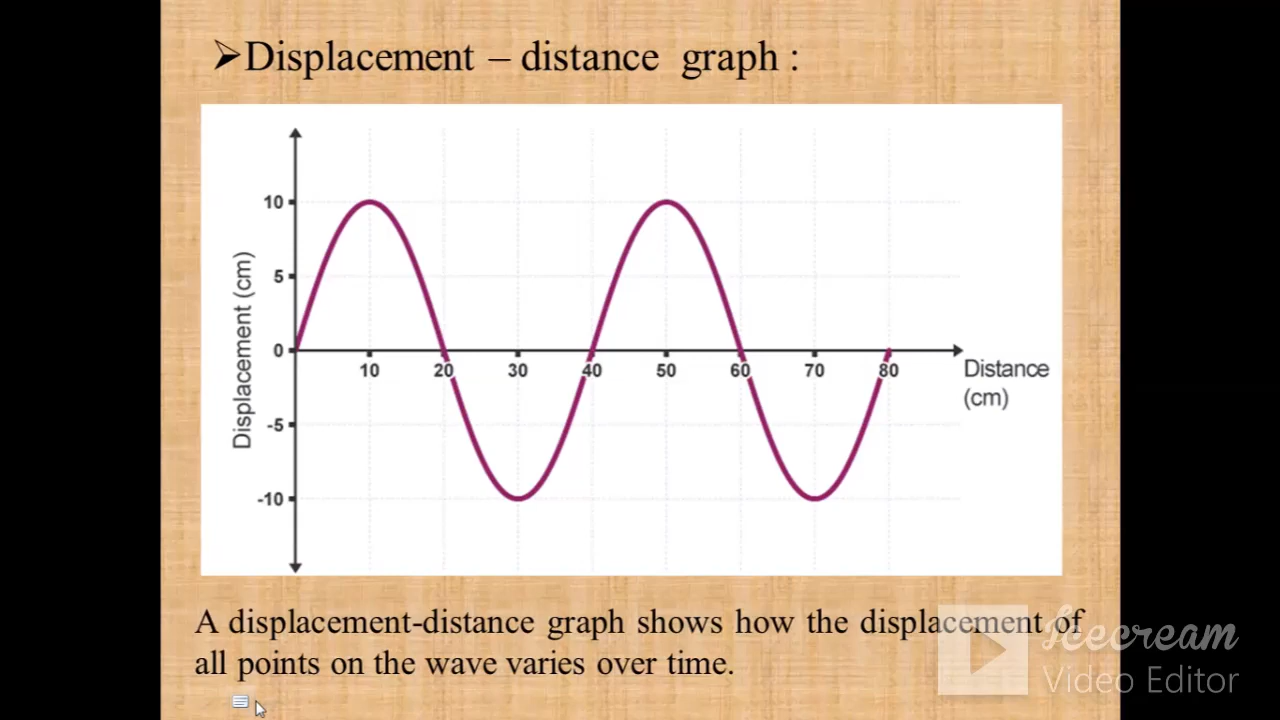 ➢Displacement – distance graph :
10
5
0
-5
-10
Displacement (cm)
10 20 30 40 50 60 70 80
Distance
(cm)
A displacement-distance graph shows how the displacement of
all points on the wave varies over time.
Icecream
Video Editor